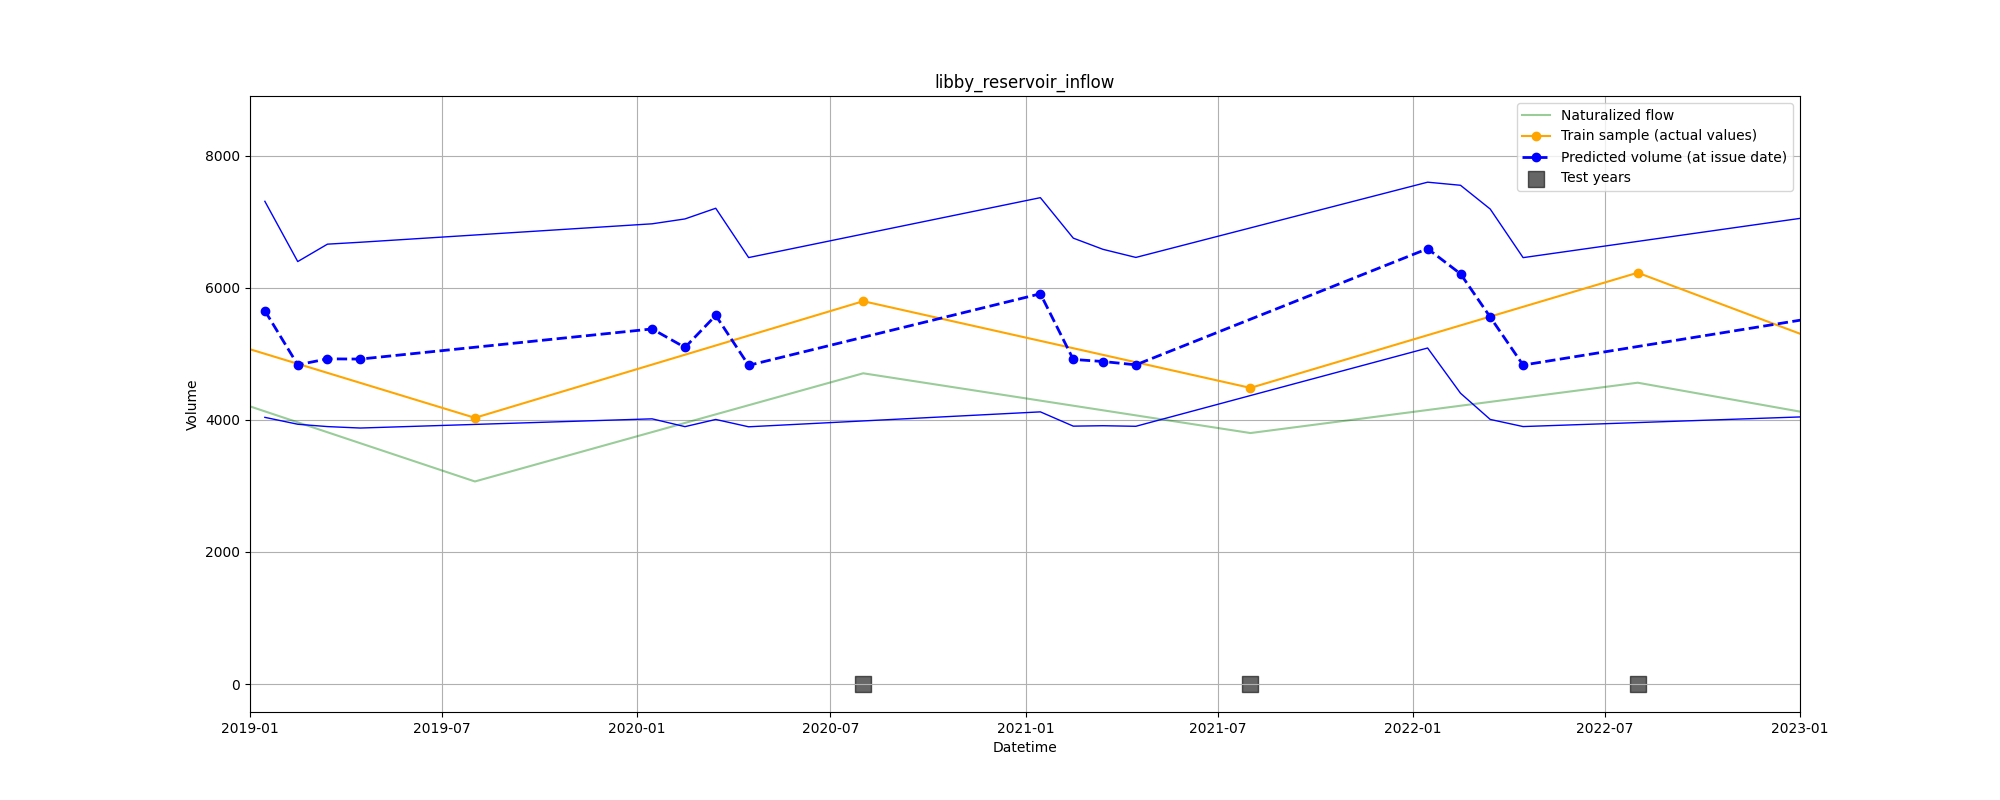 libby_reservoir_inflow
Naturalized flow
Train sample (actual values)
Predicted volume (at issue date)
Test years
8000
6000
4000
2000
0
Volume
2019-01 2019-07 2020-01 2020-07 2021-01 2021-07 2022-01 2022-07 2023-01
Datetime